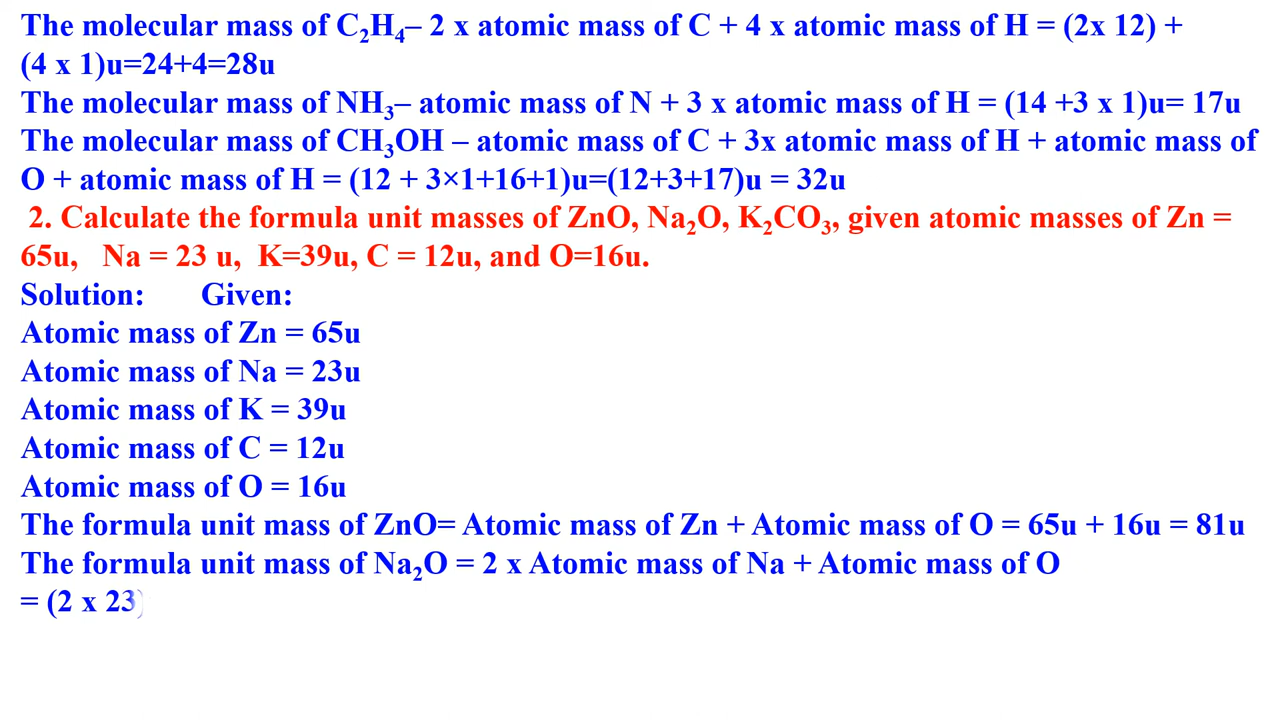 The molecular mass of C₂H₄– 2 x atomic mass of C + 4 x atomic mass of H = (2x 12) +
(4 x 1)u=24+4=28u
The molecular mass of NH₃– atomic mass of N + 3 x atomic mass of H = (14 +3 x 1)u= 17u
The molecular mass of CH₃OH – atomic mass of C + 3x atomic mass of H + atomic mass of
O + atomic mass of H = (12 + 3×1+16+1)u=(12+3+17)u = 32u
2. Calculate the formula unit masses of ZnO, Na₂O, K₂CO₃, given atomic masses of Zn =
65u, Na = 23 u, K=39u, C = 12u, and O=16u.
Solution: Given:
Atomic mass of Zn = 65u
Atomic mass of Na = 23u
Atomic mass of K = 39u
Atomic mass of C = 12u
Atomic mass of O = 16u
The formula unit mass of ZnO= Atomic mass of Zn + Atomic mass of O = 65u + 16u = 81u
The formula unit mass of Na₂O = 2 x Atomic mass of Na + Atomic mass of O
= (2 x 23)